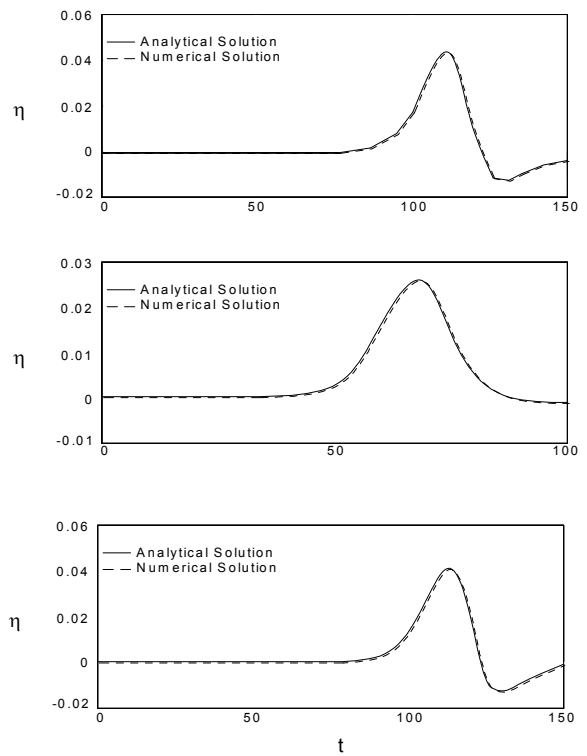 0.06
Analytical Solution
Numerical Solution
0.04
η
0.02
0
-0.02
0 50 100 150
0.03
Analytical Solution
Numerical Solution
0.02
η
0.01
0
-0.01
0 50 100
0.06
Analytical Solution
Numerical Solution
0.04
η
0.02
0
-0.02
0 50 100 150
t